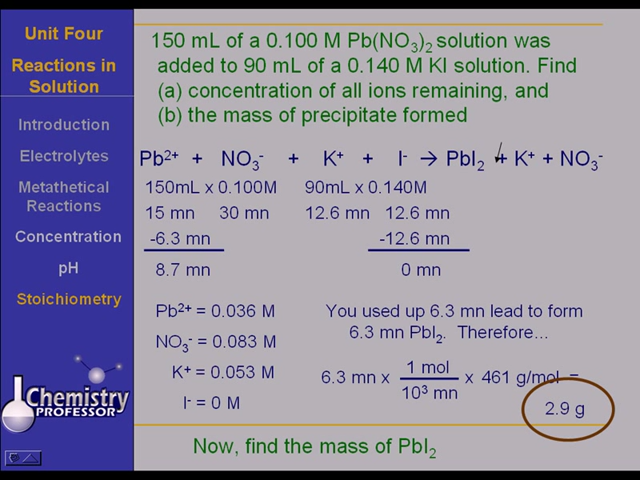 Unit Four
Reactions in
Solution
Introduction
Electrolytes
Metathetical
Reactions
Concentration
pH
Stoichiometry
Chemistry
PROFESSOR
150 mL of a 0.100 M Pb(NO₃)₂ solution was
added to 90 mL of a 0.140 M KI solution. Find
(a) concentration of all ions remaining, and
(b) the mass of precipitate formed
Pb²⁺ + NO₃⁻ + K⁺ + I⁻ → PbI₂ + K⁺ + NO₃⁻
150mL x 0.100M 90mL x 0.140M
15 mn 30 mn 12.6 mn 12.6 mn
-6.3 mn -12.6 mn
8.7 mn 0 mn
Pb²⁺ = 0.036 M
NO₃⁻ = 0.083 M
K⁺ = 0.053 M
I⁻ = 0 M
You used up 6.3 mn lead to form
6.3 mn PbI₂. Therefore...
6.3 mn x 1 mol / 10³ mn x 461 g/mol =
2.9 g
Now, find the mass of PbI₂